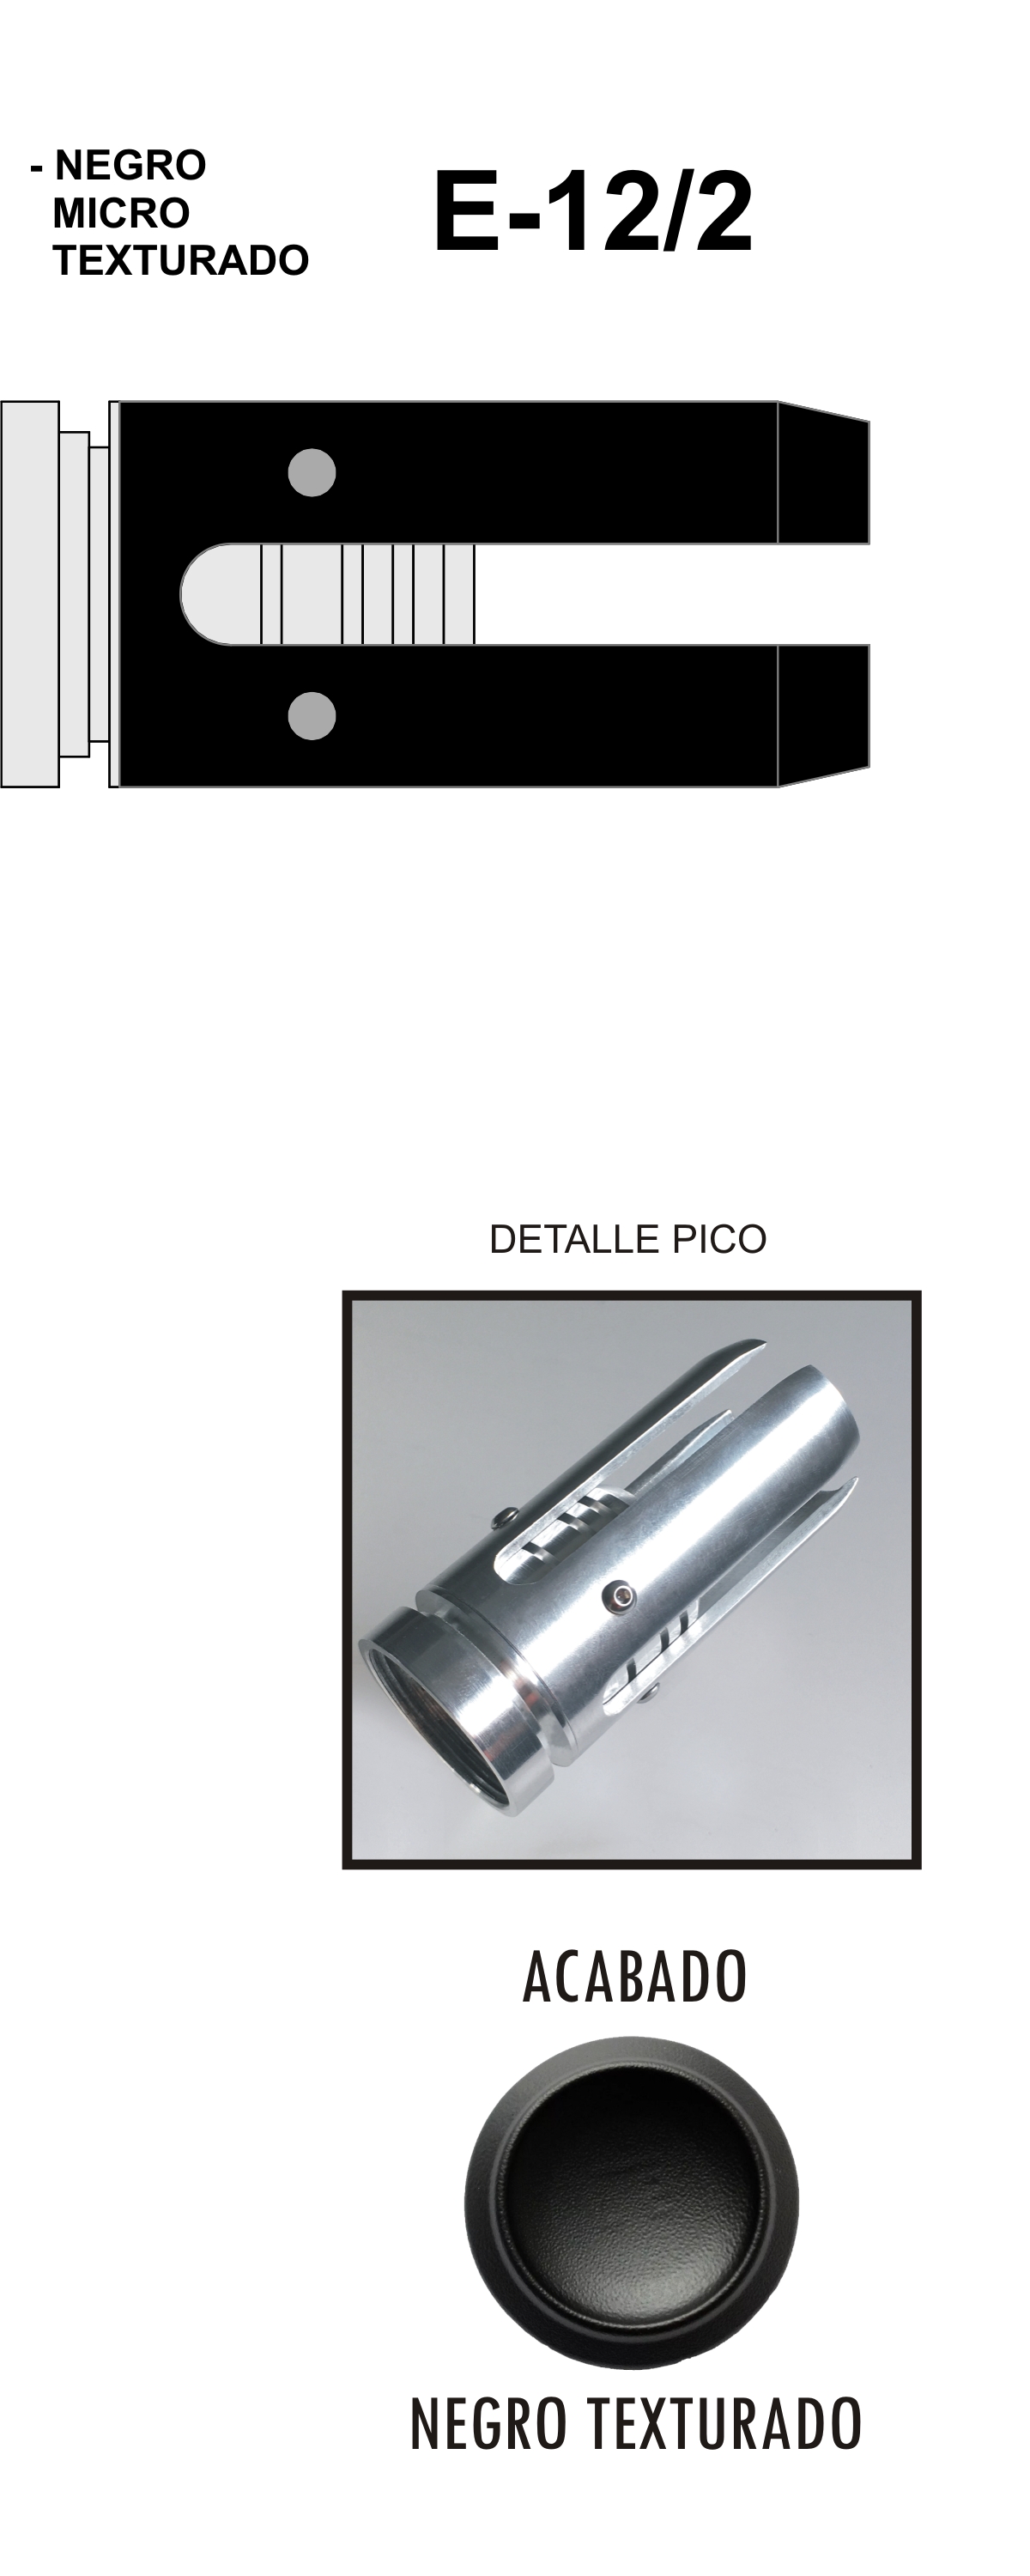 - NEGRO
MICRO
TEXTURADO
E-12/2
DETALLE PICO
ACABADO
NEGRO TEXTURADO